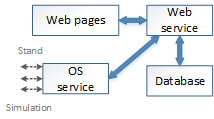 Web pages
Web
service
Stand
OS
service
Database
Simulation